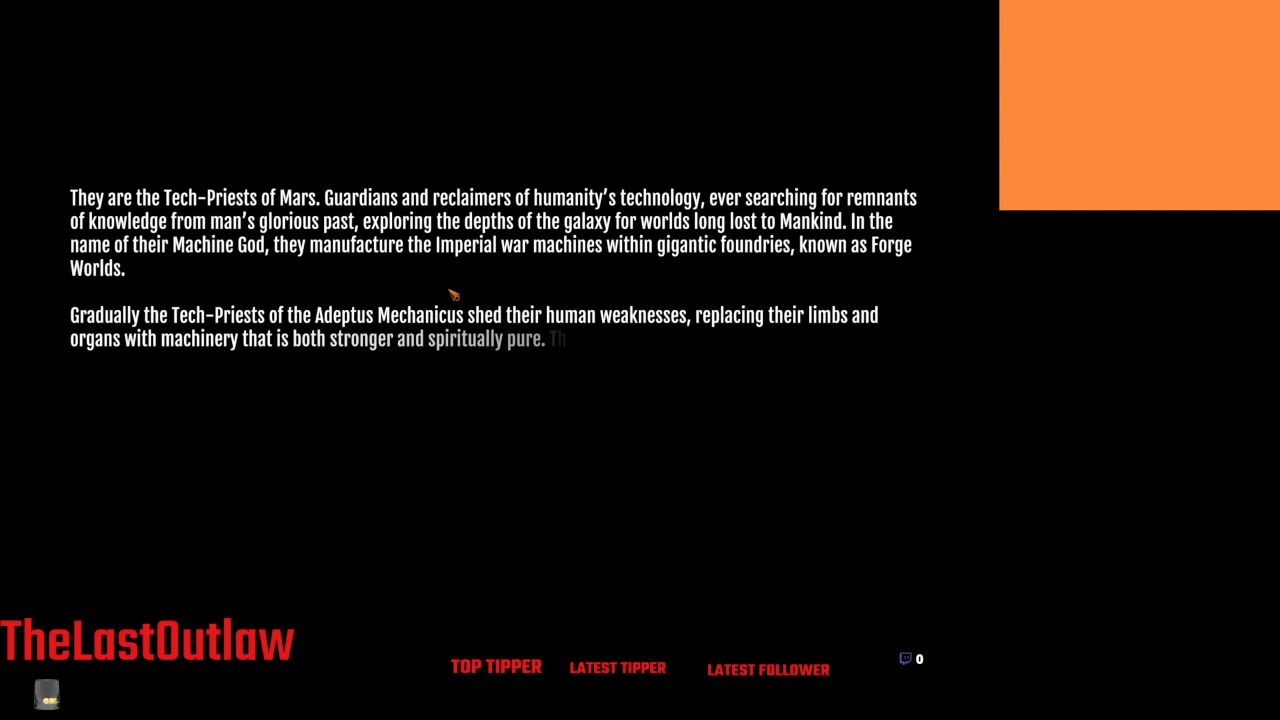 They are the Tech-Priests of Mars. Guardians and reclaimers of humanity's technology, ever searching for remnants
of knowledge from man's glorious past, exploring the depths of the galaxy for worlds long lost to Mankind. In the
name of their Machine God, they manufacture the Imperial war machines within gigantic foundries, known as Forge
Worlds.
Gradually the Tech-Priests of the Adeptus Mechanicus shed their human weaknesses, replacing their limbs and
organs with machinery that is both stronger and spiritually pure. Th
TheLastOutlaw
TOP TIPPER
LATEST TIPPER
LATEST FOLLOWER
0